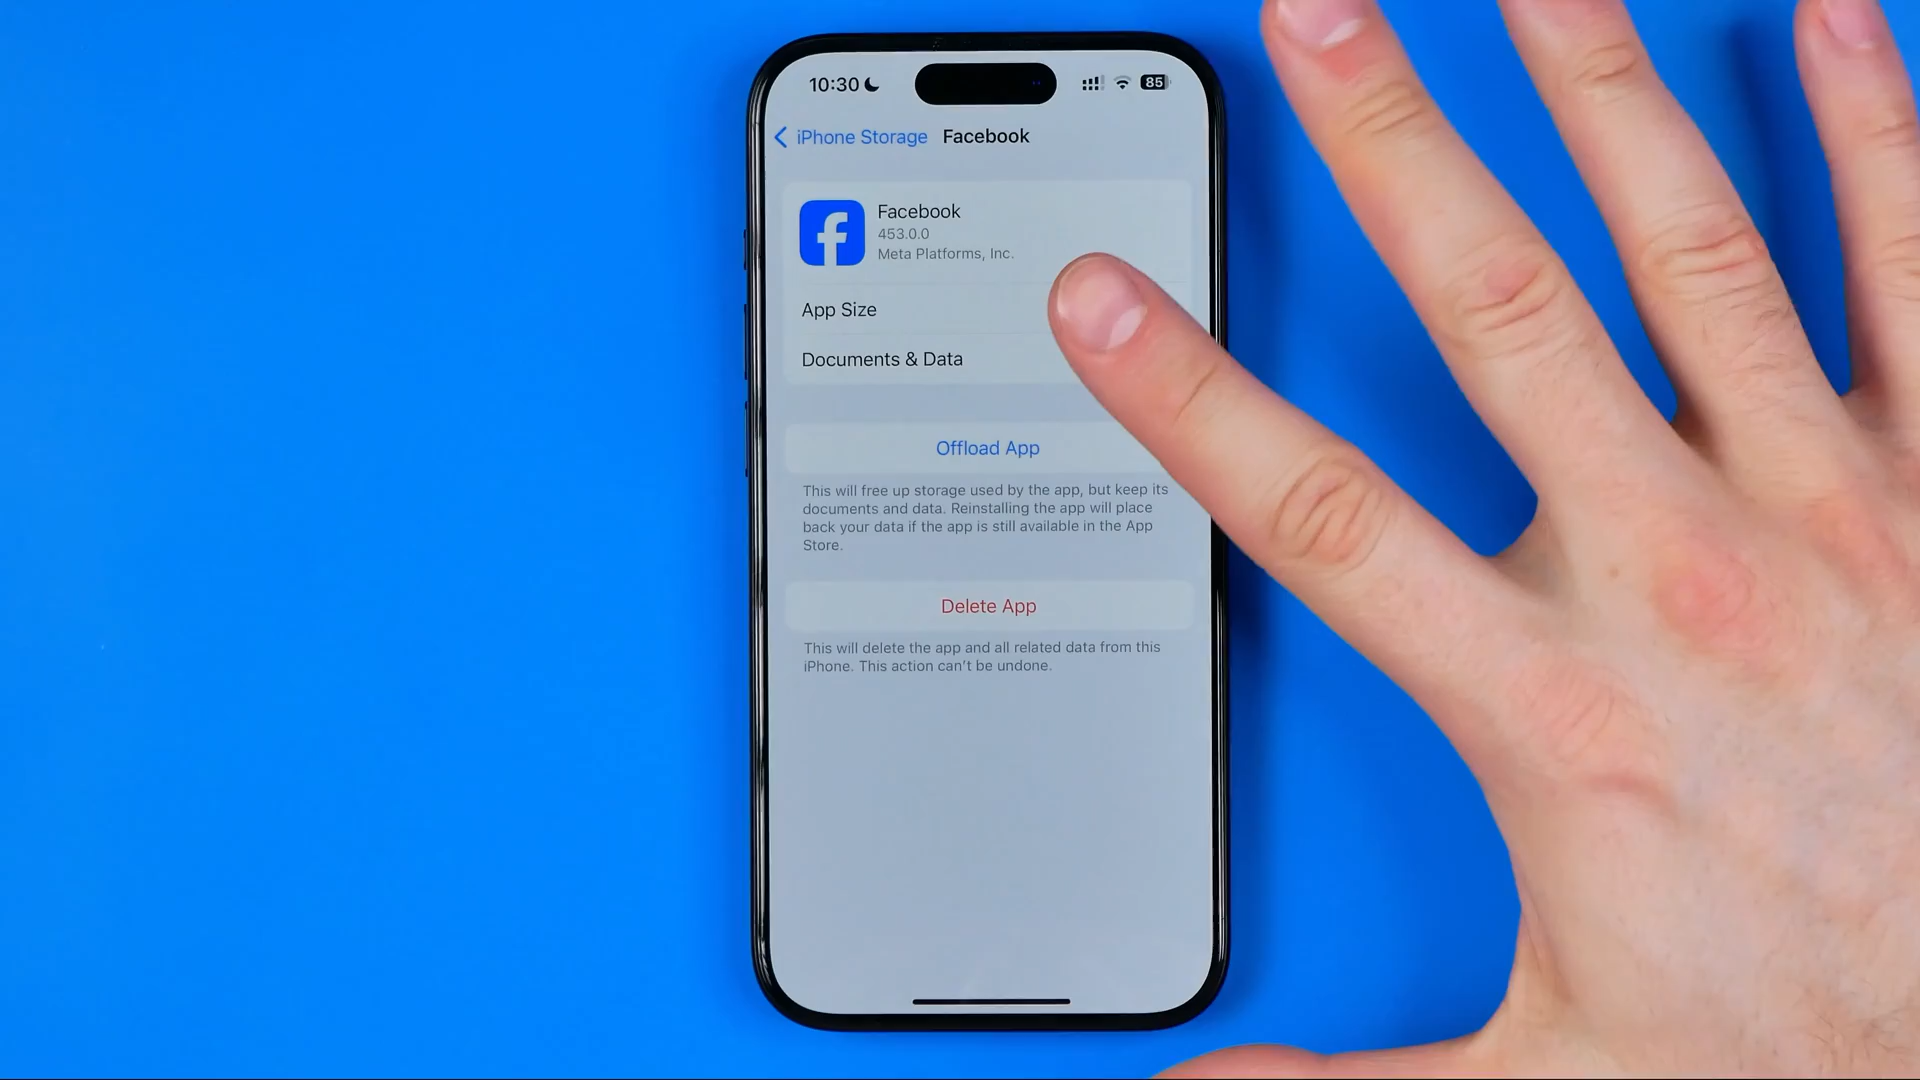 10:30
85
iPhone Storage Facebook
Facebook
453.0.0
Meta Platforms, Inc.
App Size
Documents & Data
Offload App
This will free up storage used by the app, but keep its
documents and data. Reinstalling the app will place
back your data if the app is still available in the App
Store.
Delete App
This will delete the app and all related data from this
iPhone. This action can't be undone.